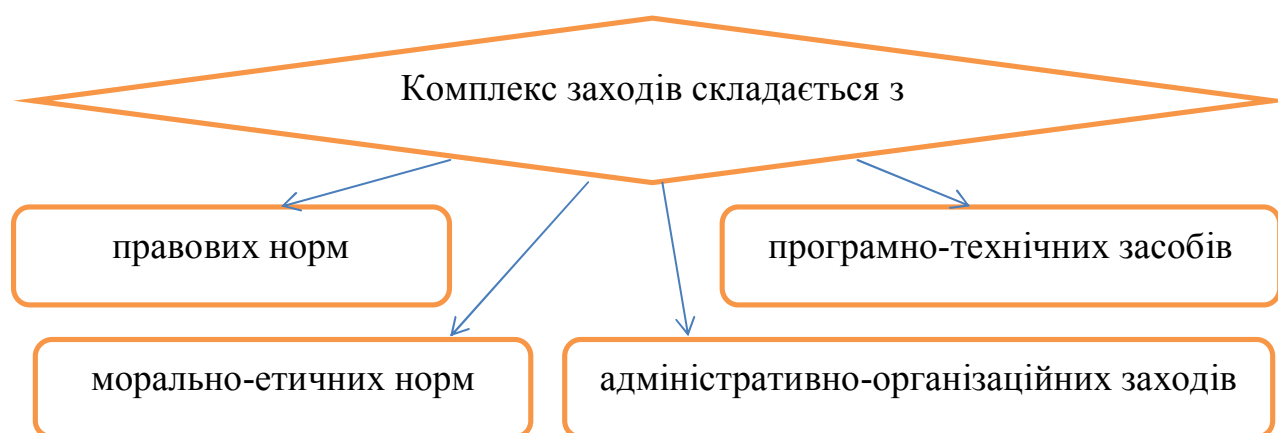 Комплекс заходів складається з
правових норм
програмно-технічних засобів
морально-етичних норм
адміністративно-організаційних заходів